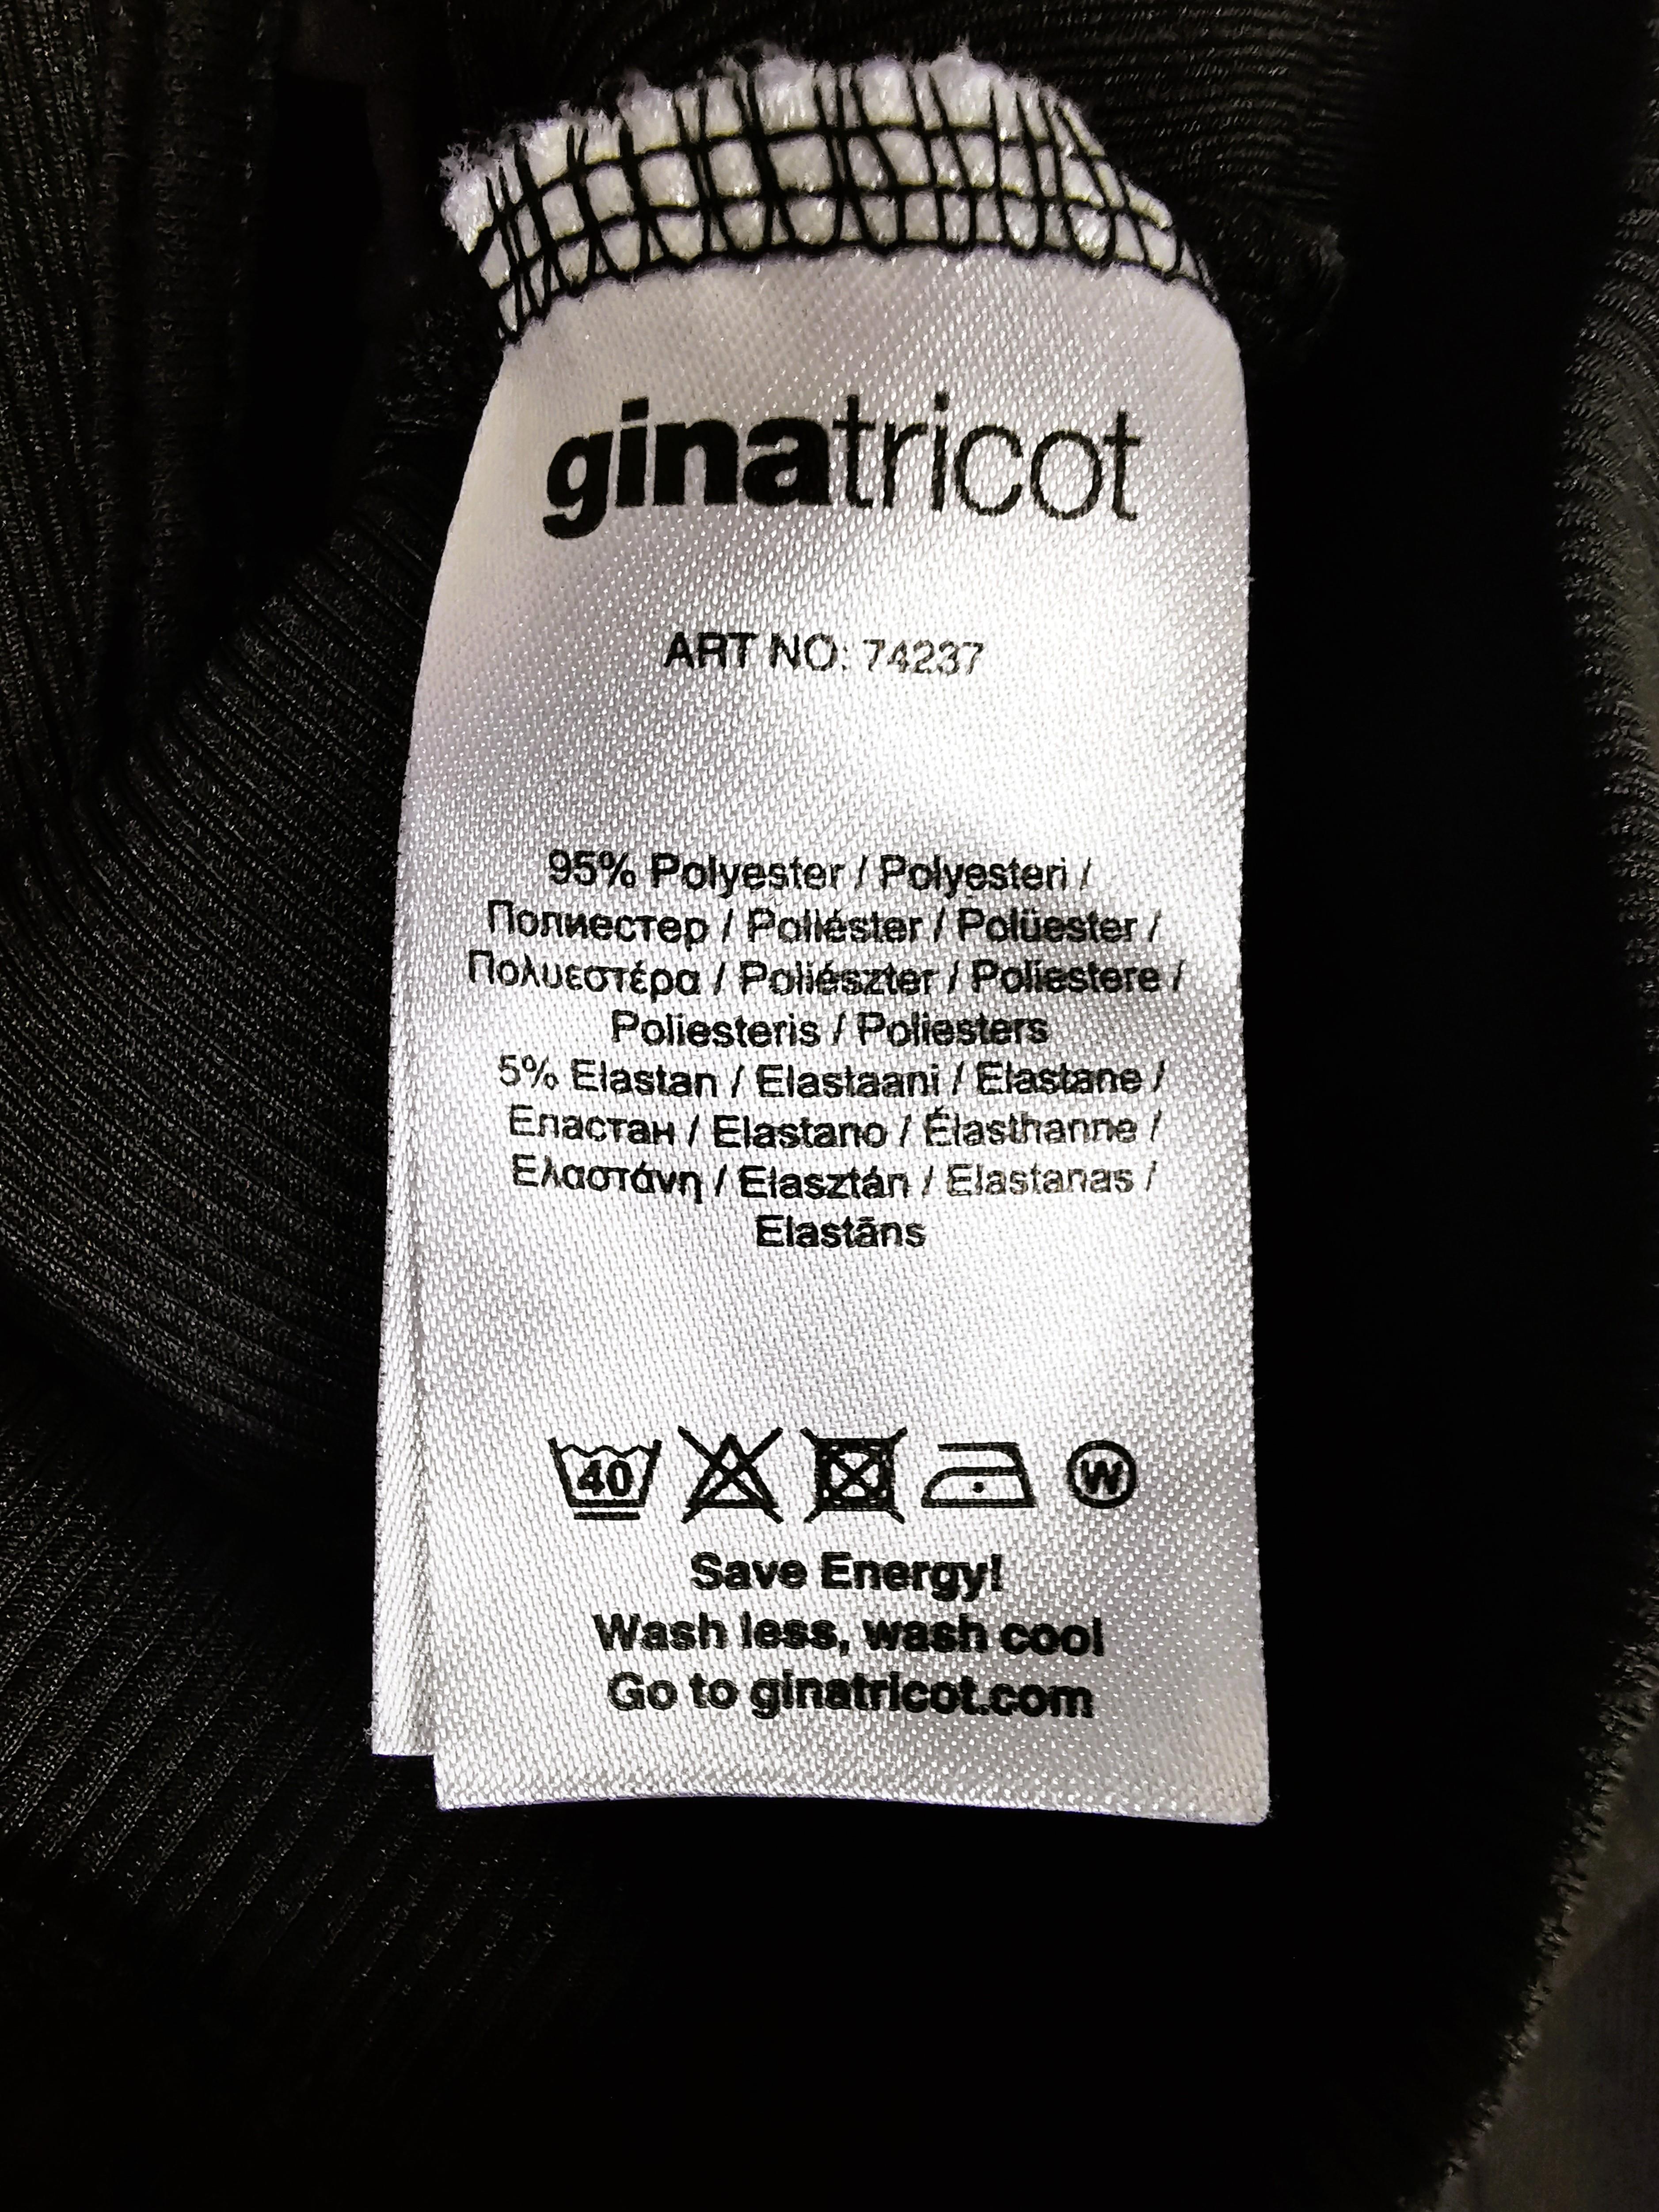 ginatricot
ART NO: 74237
95% Polyester / Polyesteri /
Полиестер / Poliéster / Polüester /
Πολυεστέρα / Poliészter / Poliestere /
Poliesteris / Poliesters
5% Elastan / Elastaani / Elastane /
Еластан / Elastano / Élasthanne /
Ελαστάνη / Elasztán / Elastanas /
Elastāns
40 W
Save Energy!
Wash less, wash cool
Go to ginatricot.com